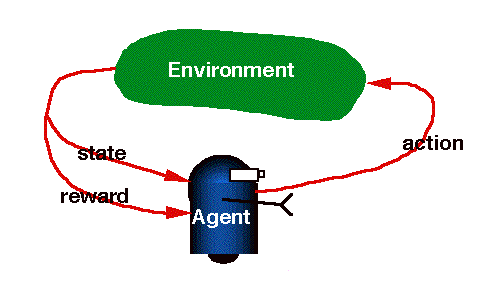 Environment
state
action
reward
Agent